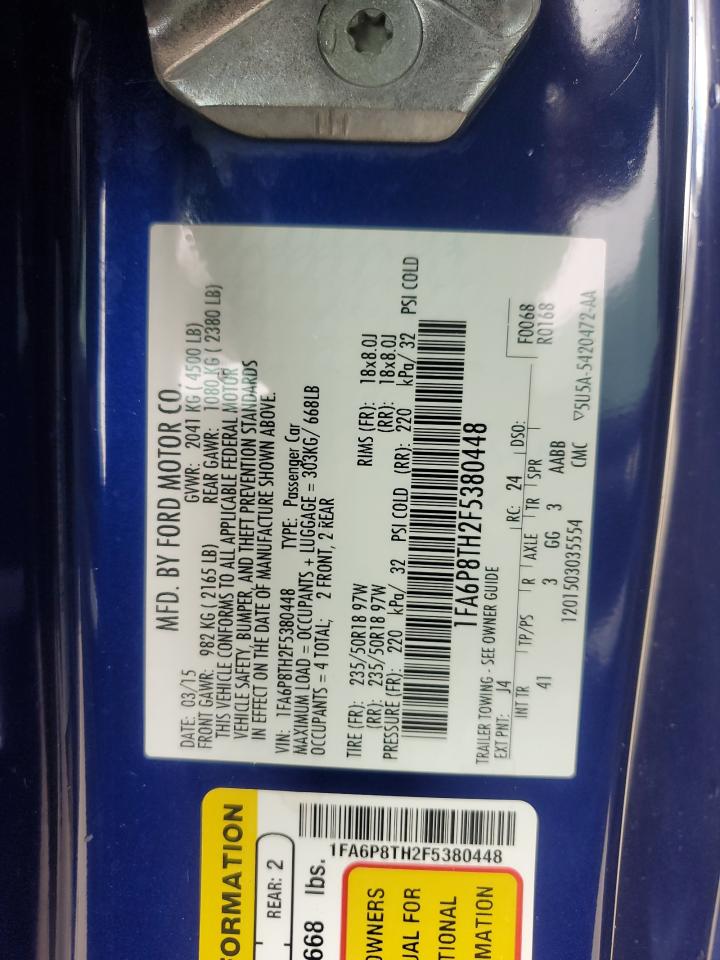 MFD. BY FORD MOTOR CO.
DATE: 03/15 GVWR: 2041 KG ( 4500 LB)
FRONT GAWR: 982 KG ( 2165 LB) REAR GAWR: 1080 KG ( 2380 LB)
THIS VEHICLE CONFORMS TO ALL APPLICABLE FEDERAL MOTOR
VEHICLE SAFETY, BUMPER, AND THEFT PREVENTION STANDARDS
IN EFFECT ON THE DATE OF MANUFACTURE SHOWN ABOVE.
VIN: 1FA6P8TH2F5380448 TYPE: Passenger Car
MAXIMUM LOAD = OCCUPANTS + LUGGAGE = 303KG/ 668LB
OCCUPANTS = 4 TOTAL; 2 FRONT, 2 REAR
TIRE (FR): 235/50R18 97W RIMS (FR): 18x8.0J
(RR): 235/50R18 97W (RR): 18x8.0J
PRESSURE (FR): 220 kPa/ 32 PSI COLD (RR): 220 kPa/ 32 PSI COLD
1FA6P8TH2F5380448
TRAILER TOWING - SEE OWNER GUIDE
EXT PNT: J4 RC: 24 DSO: F0068
R0168
INT TR TP/PS R AXLE TR SPR
41 3 GG 3 AABB
1201503035554 CMC ▽5U5A-5420472-AA
ORMATION
REAR: 2
668 lbs.
1FA6P8TH2F5380448
OWNERS
UAL FOR
TIONAL
MATION